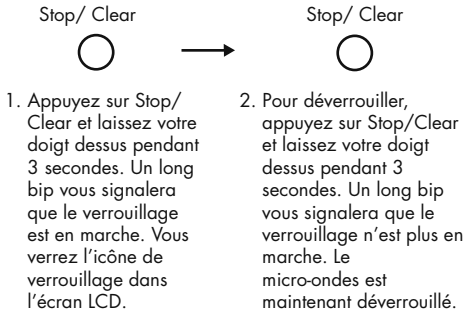 Stop/ Clear
Stop/ Clear
1. Appuyez sur Stop/
Clear et laissez votre
doigt dessus pendant
3 secondes. Un long
bip vous signalera
que le verrouillage
est en marche. Vous
verrez l’icône de
verrouillage dans
l’écran LCD.
2. Pour déverrouiller,
appuyez sur Stop/Clear
et laissez votre doigt
dessus pendant 3
secondes. Un long bip
vous signalera que le
verrouillage n’est plus en
marche. Le
micro-ondes est
maintenant déverrouillé.